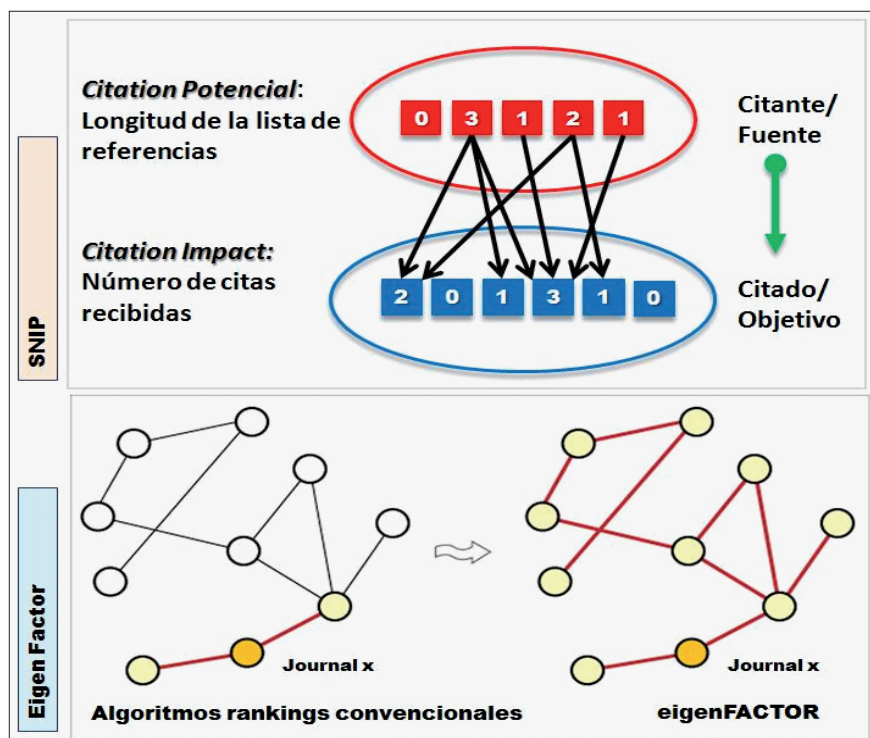 SNIP
Citation Potencial:
Longitud de la lista de
referencias
0 3 1 2 1
Citante/
Fuente
Citation Impact:
Número de citas
recibidas
2 0 1 3 1 0
Citado/
Objetivo
Eigen Factor
Journal x
Algoritmos rankings convencionales
Journal x
eigenFACTOR